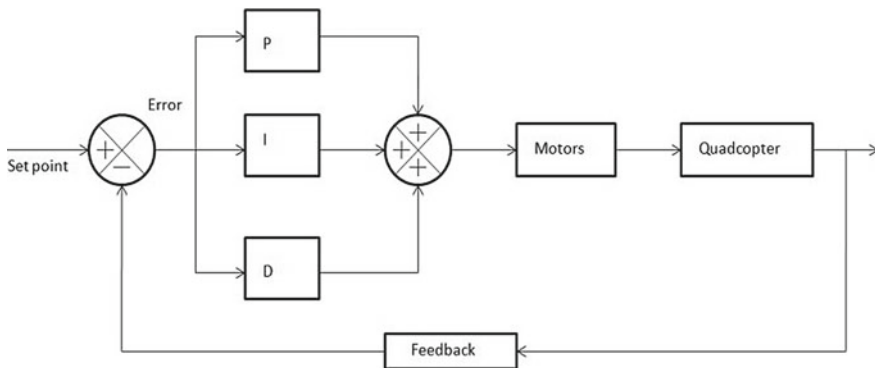 P
Error
+
−
I
+
+
+
Motors
Quadcopter
Set point
D
Feedback